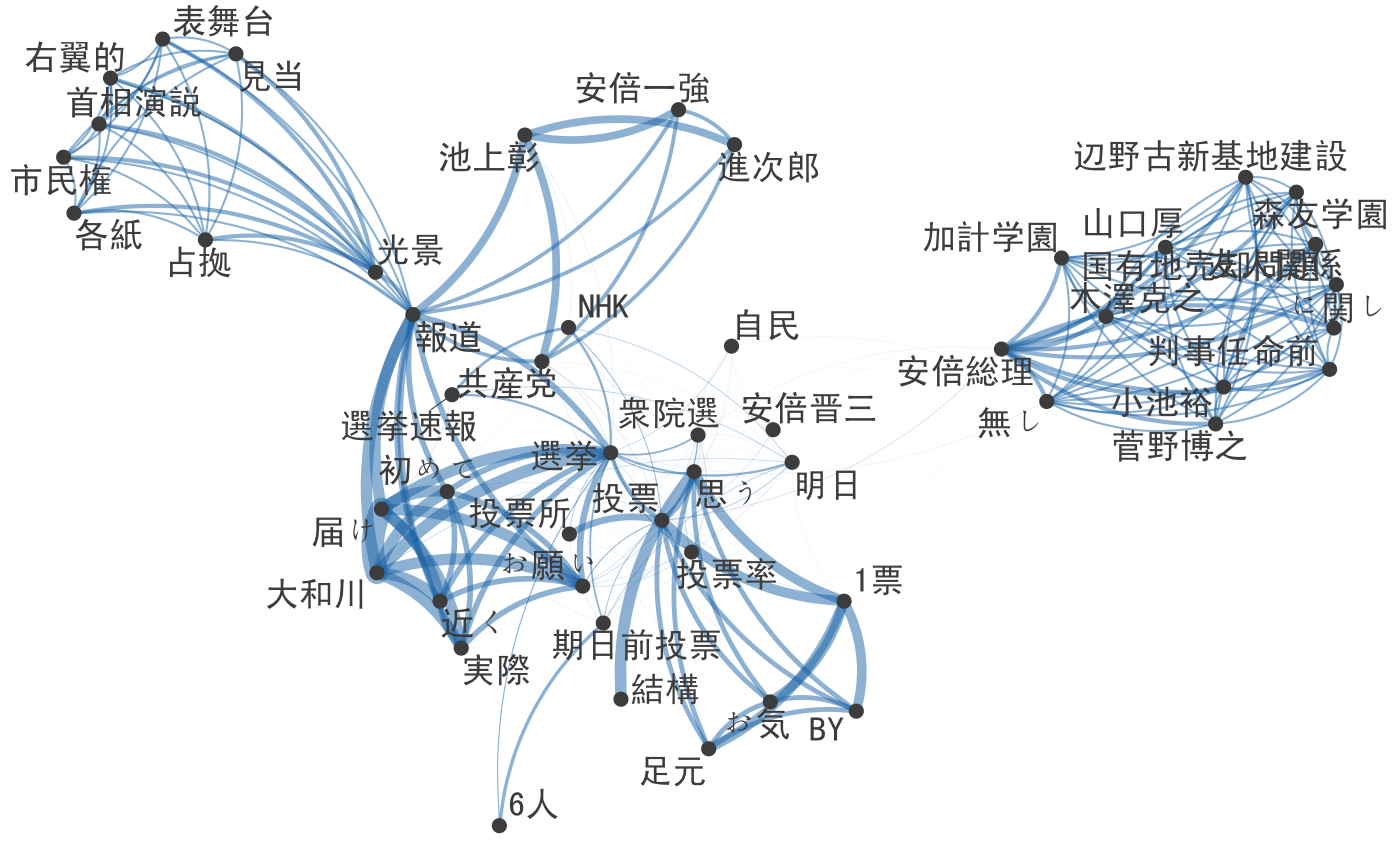 表舞台
右翼的
見当
首相演説
市民権
各紙
占拠
光景
安倍一強
池上彰
進次郎
報道
NHK
自民
共産党
選挙速報
衆院選
安倍晋三
選挙
初めて
明日
投票
思う
投票所
届け
お願い
投票率
大和川
1票
近く
期日前投票
実際
結構
お気
BY
足元
6人
辺野古新基地建設
森友学園
山口厚
加計学園
国有地売却問題
木澤克之
に関し
判事任命前
安倍総理
小池裕
無し
菅野博之